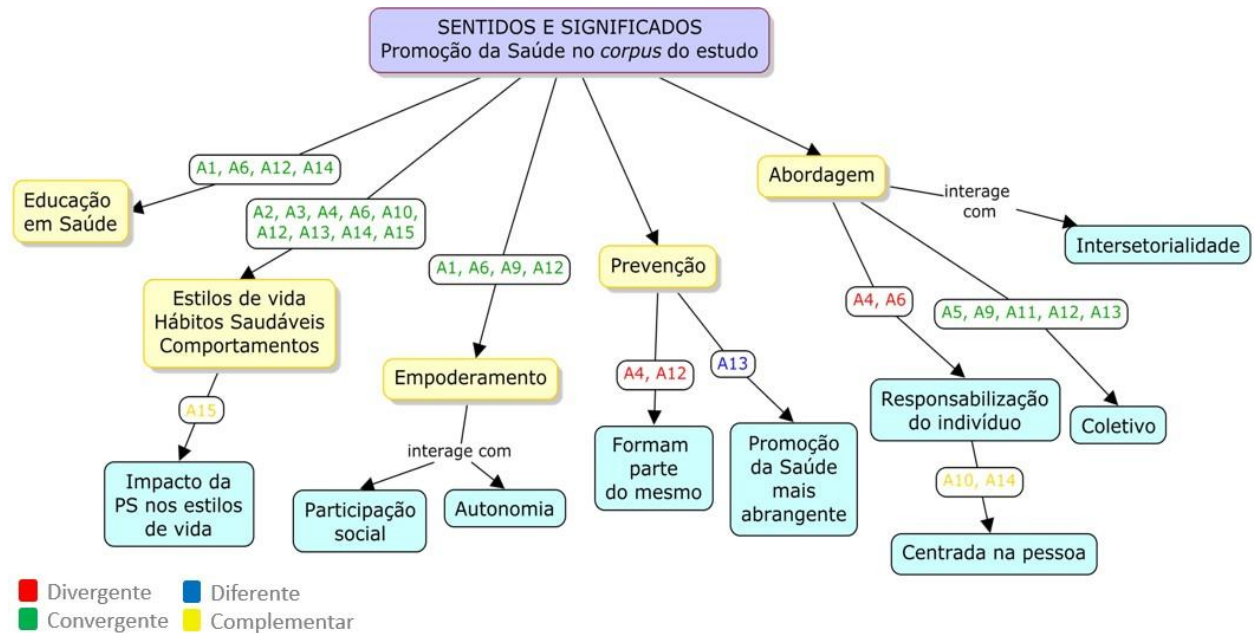 SENTIDOS E SIGNIFICADOS
Promoção da Saúde no corpus do estudo
A1, A6, A12, A14
Educação
em Saúde
A2, A3, A4, A6, A10,
A12, A13, A14, A15
Estilos de vida
Hábitos Saudáveis
Comportamentos
A15
Impacto da
PS nos estilos
de vida
A1, A6, A9, A12
Empoderamento
interage com
Participação
social
Autonomia
Prevenção
A4, A12
A13
Formam
parte
do mesmo
Promoção
da Saúde
mais
abrangente
Abordagem
interage
com
Intersetorialidade
A4, A6
A5, A9, A11, A12, A13
Responsabilização
do indivíduo
Coletivo
A10, A14
Centrada na pessoa
Divergente
Diferente
Convergente
Complementar